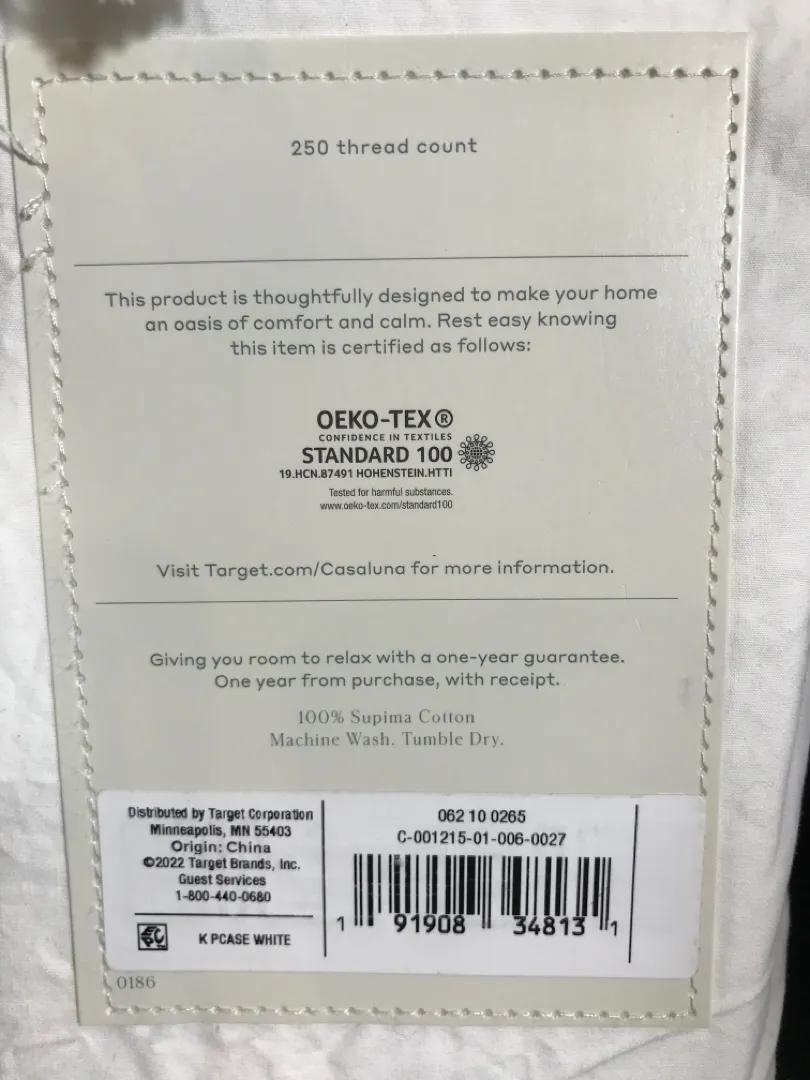 250 thread count
This product is thoughtfully designed to make your home
an oasis of comfort and calm. Rest easy knowing
this item is certified as follows:
OEKO-TEX®
CONFIDENCE IN TEXTILES
STANDARD 100
19.HCN.87491 HOHENSTEIN.HTTI
Tested for harmful substances.
www.oeko-tex.com/standard100
Visit Target.com/Casaluna for more information.
Giving you room to relax with a one-year guarantee.
One year from purchase, with receipt.
100% Supima Cotton
Machine Wash. Tumble Dry.
Distributed by Target Corporation
Minneapolis, MN 55403
Origin: China
©2022 Target Brands, Inc.
Guest Services
1-800-440-0680
K PCASE WHITE
062 10 0265
C-001215-01-006-0027
1 91908 34813 1
0186